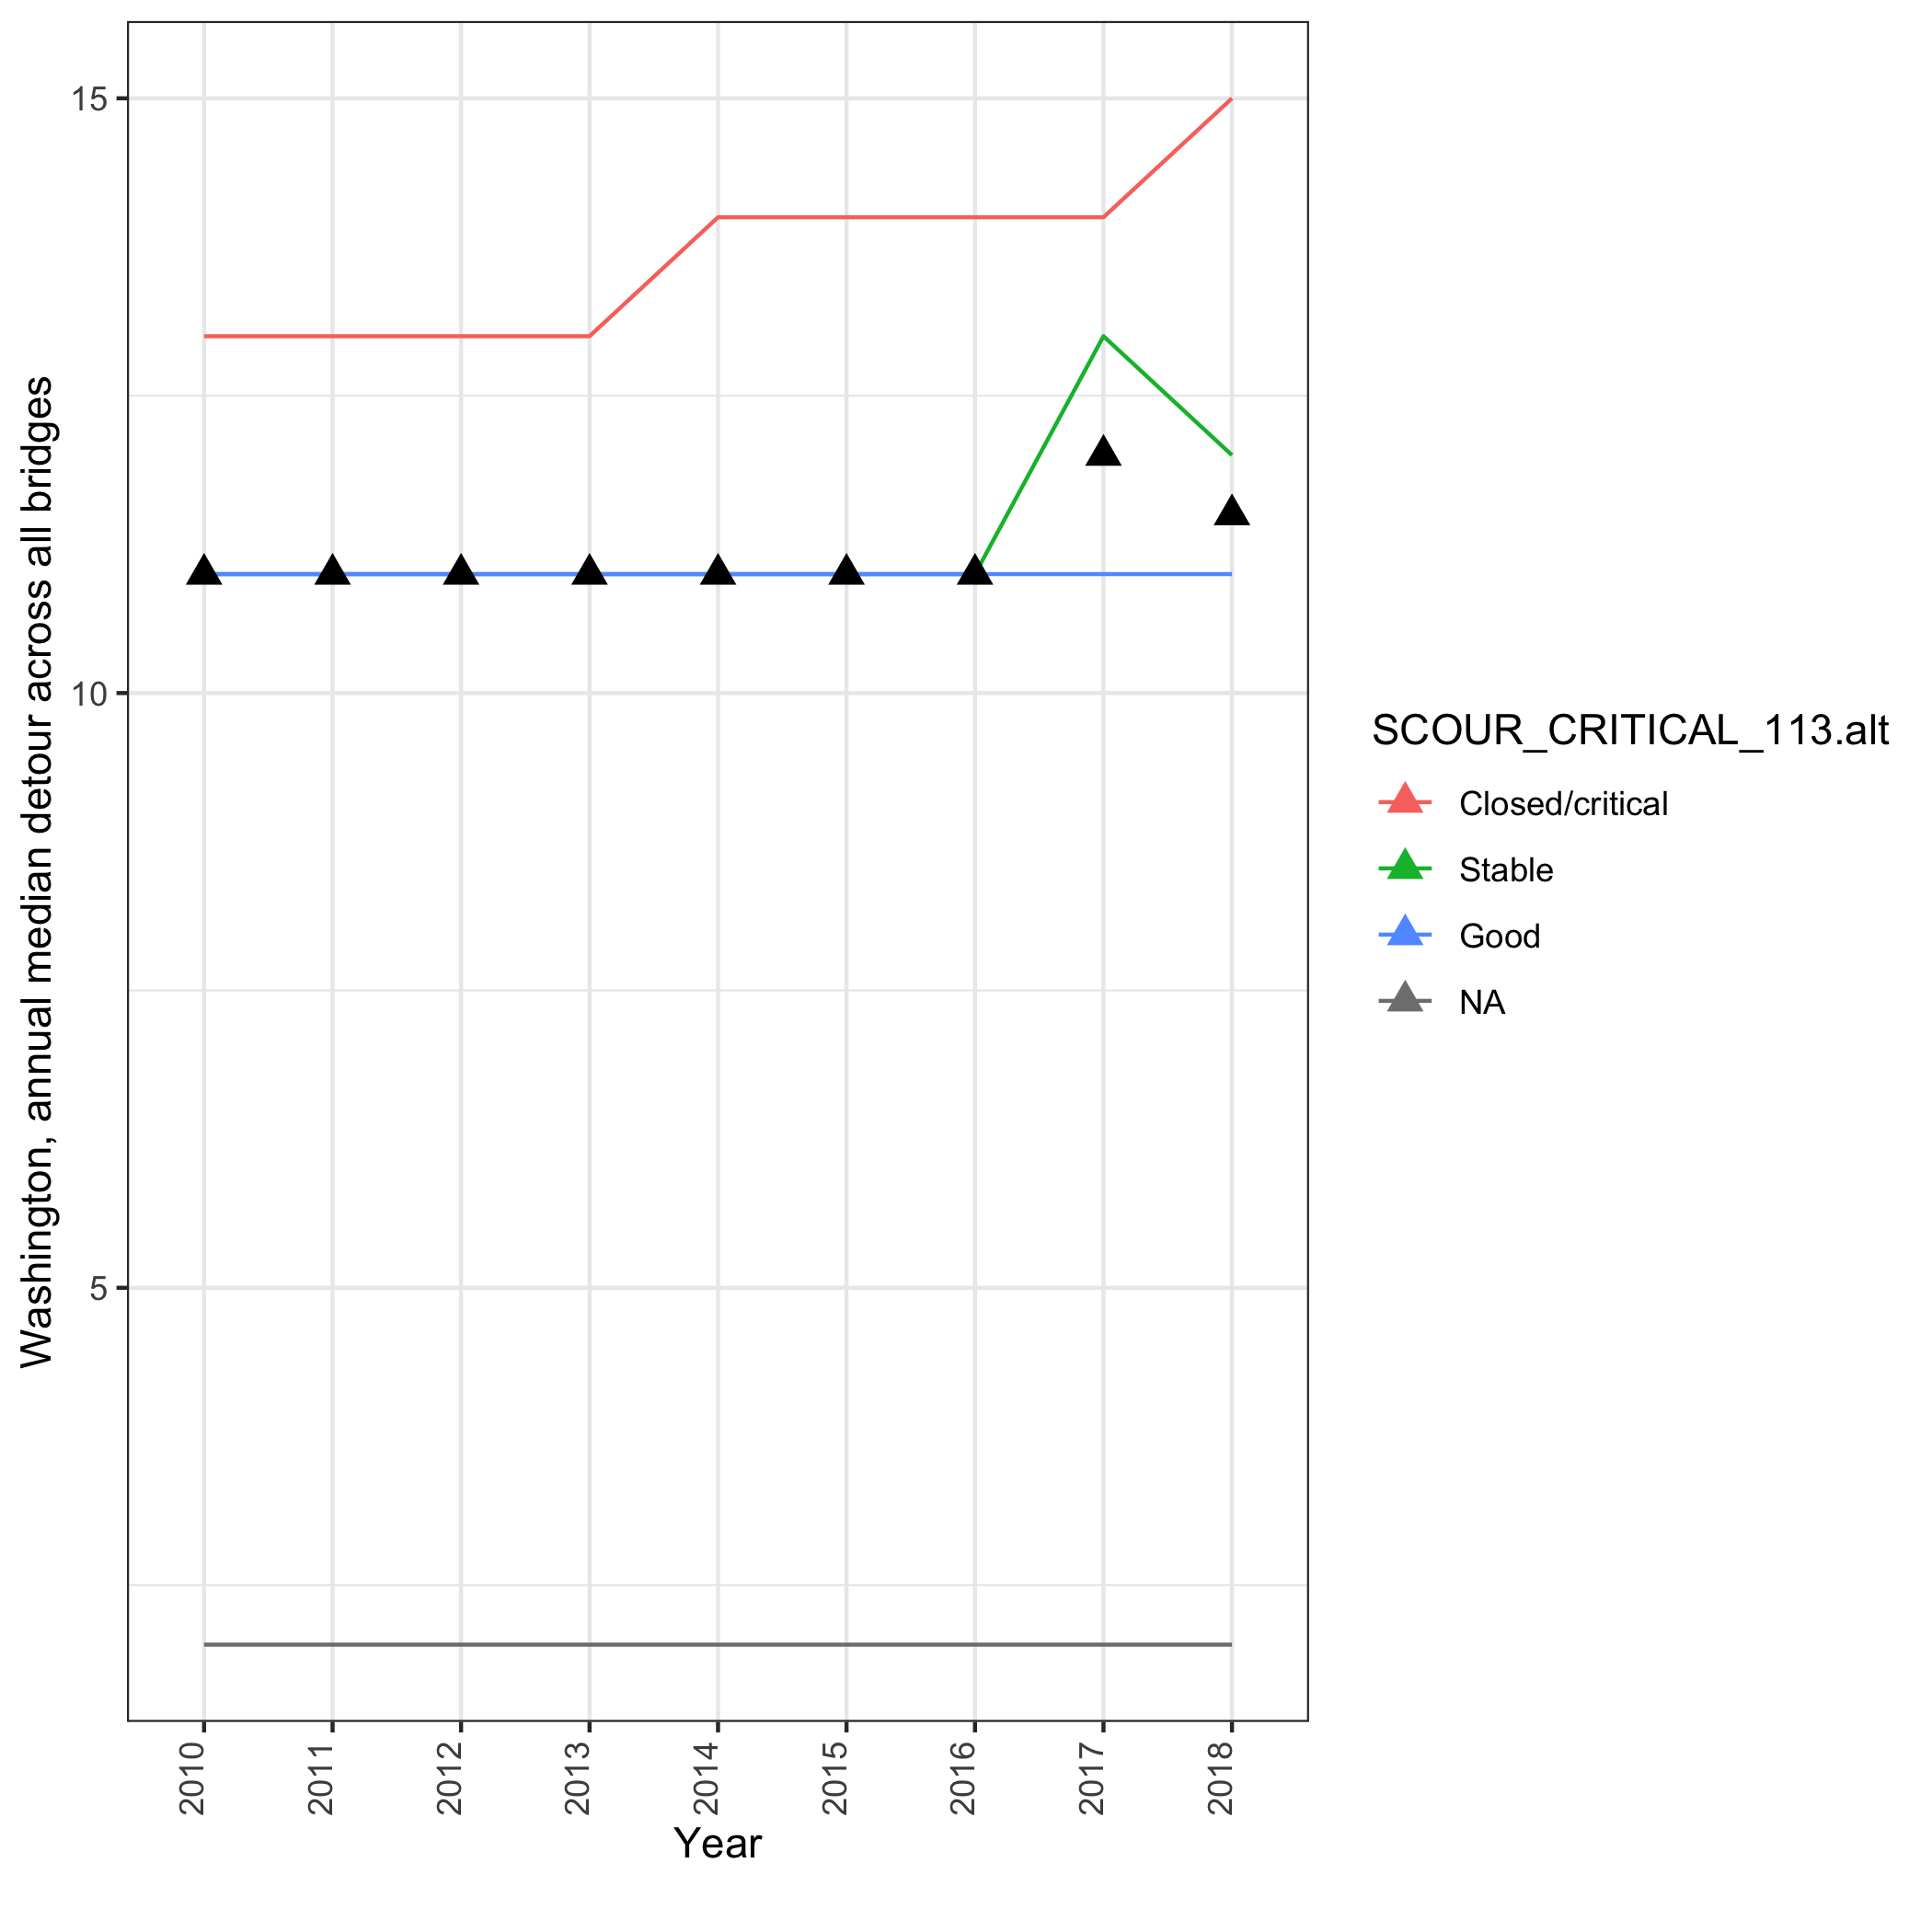 Washington, annual median detour across all bridges
15
10
5
2010
2011
2012
2013
2014
2015
2016
2017
2018
Year
SCOUR_CRITICAL_113.alt
Closed/critical
Stable
Good
NA